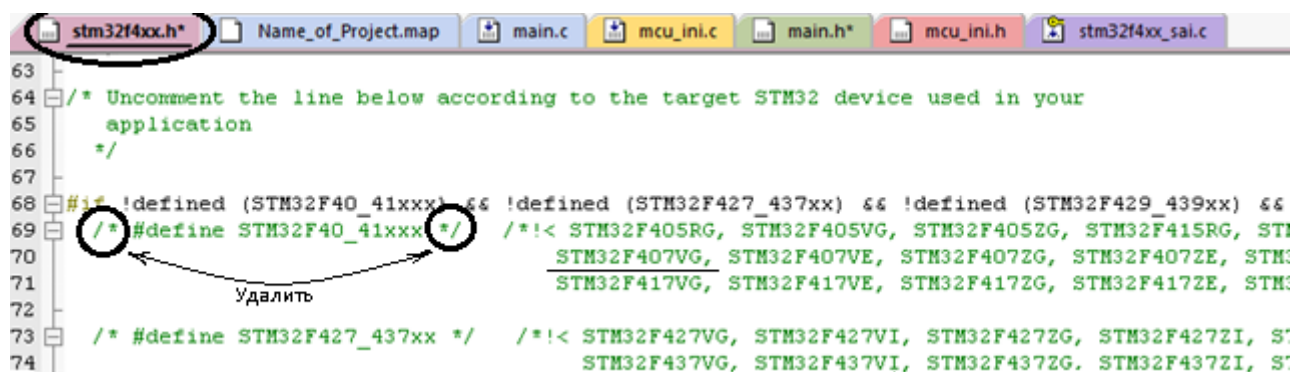 stm32f4xx.h* Name_of_Project.map main.c mcu_ini.c main.h* mcu_ini.h stm32f4xx_sai.c
63
64 /* Uncomment the line below according to the target STM32 device used in your
65 application
66 */
67
68 #if !defined (STM32F40_41xxx) && !defined (STM32F427_437xx) && !defined (STM32F429_439xx) &&
69 /* #define STM32F40_41xxx */ /*!< STM32F405RG, STM32F405VG, STM32F405ZG, STM32F415RG,
70 STM32F407VG, STM32F407VE, STM32F407ZG, STM32F407ZE,
71 STM32F417VG, STM32F417VE, STM32F417ZG, STM32F417ZE,
Удалить
72
73 /* #define STM32F427_437xx */ /*!< STM32F427VG, STM32F427VI, STM32F427ZG, STM32F427ZI,
74 STM32F437VG, STM32F437VI, STM32F437ZG, STM32F437ZI,